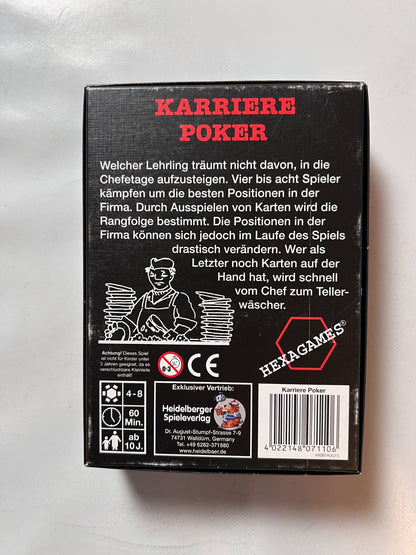 KARRIERE
POKER
Welcher Lehrling träumt nicht davon, in die
Chefetage aufzusteigen. Vier bis acht Spieler
kämpfen um die besten Positionen in der
Firma. Durch Ausspielen von Karten wird die
Rangfolge bestimmt. Die Positionen in der
Firma können sich jedoch im Laufe des Spiels
drastisch verändern. Wer als
Letzter noch Karten auf der
Hand hat, wird schnell
vom Chef zum Teller-
wäscher.
HEXAGAMES®
Achtung! Dieses Spiel
ist nicht für Kinder unter
3 Jahren geeignet, da es
verschluckbare Kleinteile
enthält!
0-3
CE
4-8
60
Min.
ab
10 J.
Exklusiver Vertrieb:
Heidelberger
Spieleverlag
Dr. August-Stumpf-Strasse 7-9
74731 Walldürn, Germany
Tel. +49 6282-371880
www.heidelbaer.de
Karriere Poker
4 022148 071106